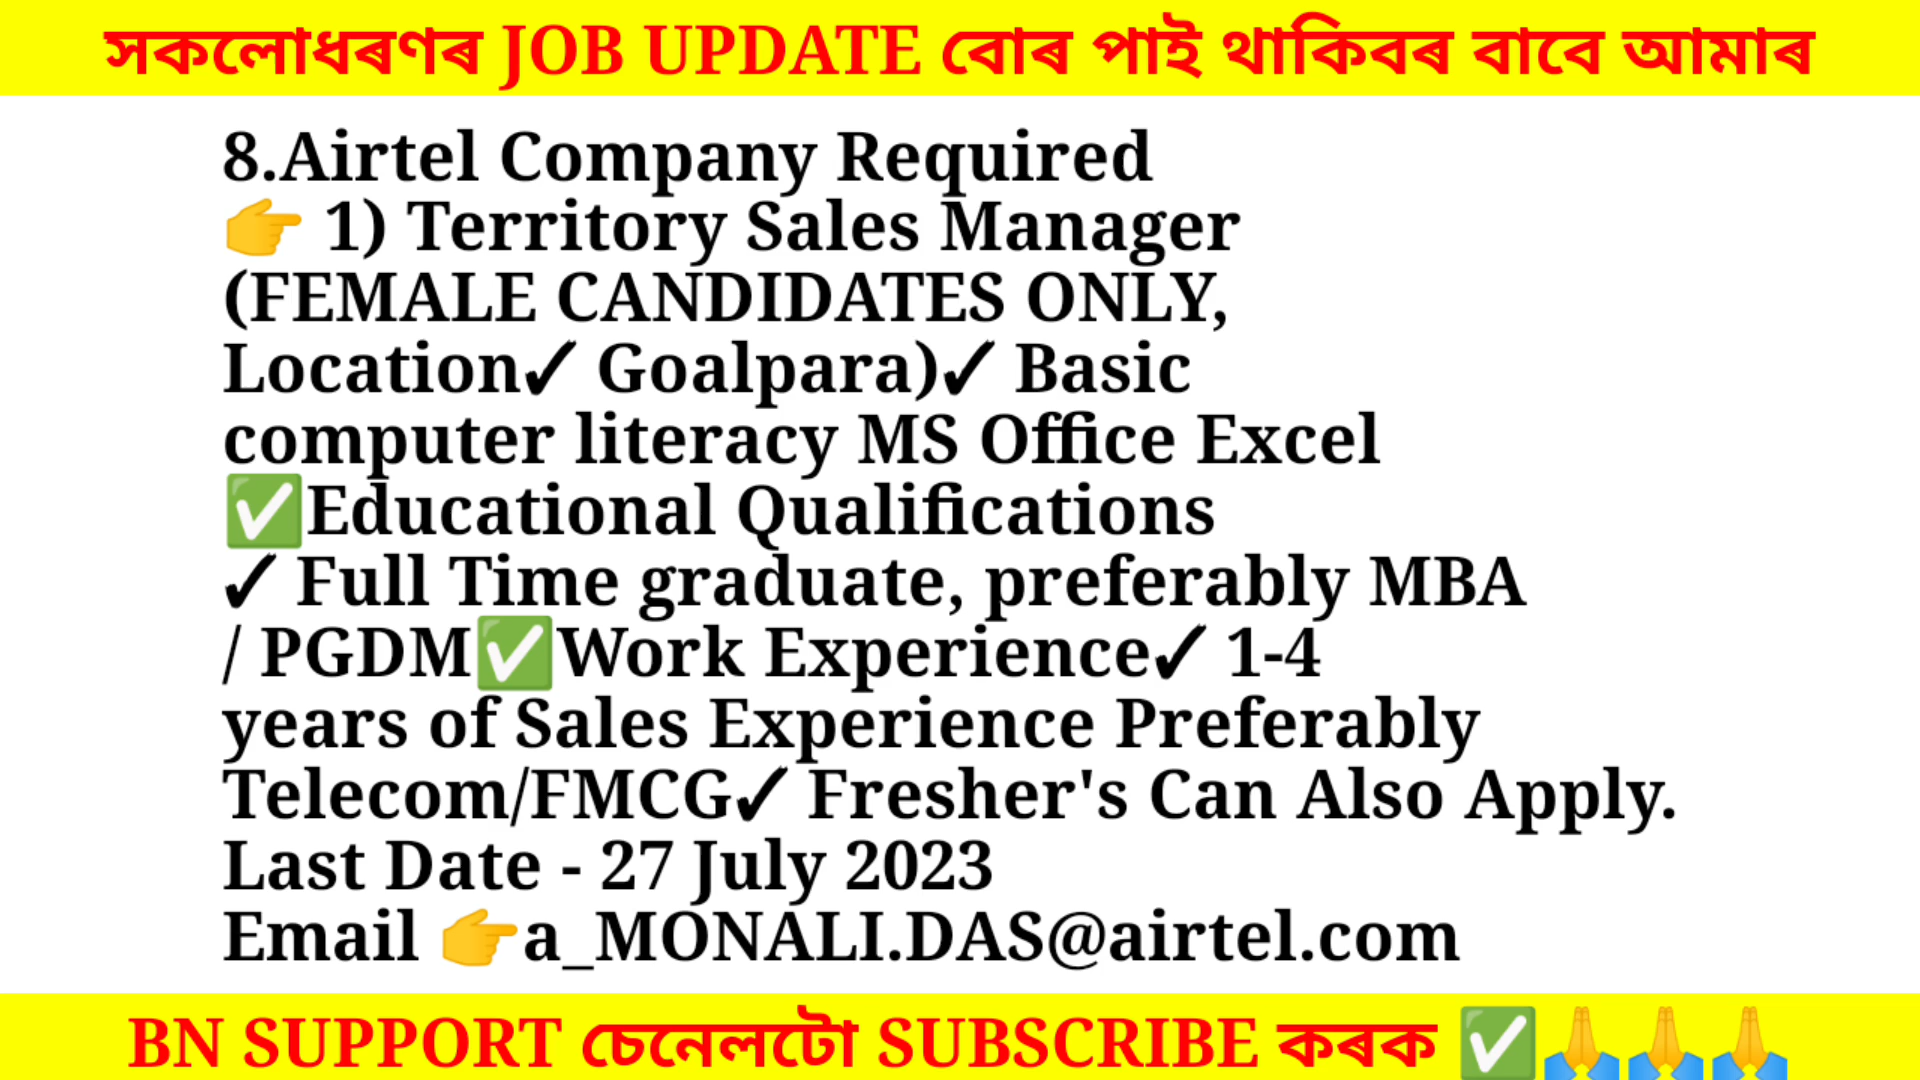 সকলোধৰণৰ JOB UPDATE বোৰ পাই থাকিবৰ বাবে আমাৰ
8.Airtel Company Required
👉 1) Territory Sales Manager
(FEMALE CANDIDATES ONLY,
Location✓ Goalpara)✓ Basic
computer literacy MS Office Excel
✅Educational Qualifications
✓ Full Time graduate, preferably MBA
/ PGDM✅Work Experience✓ 1-4
years of Sales Experience Preferably
Telecom/FMCG✓ Fresher's Can Also Apply.
Last Date - 27 July 2023
Email 👉a_MONALI.DAS@airtel.com
BN SUPPORT চেনেলটো SUBSCRIBE কৰক ✅🙏🙏🙏